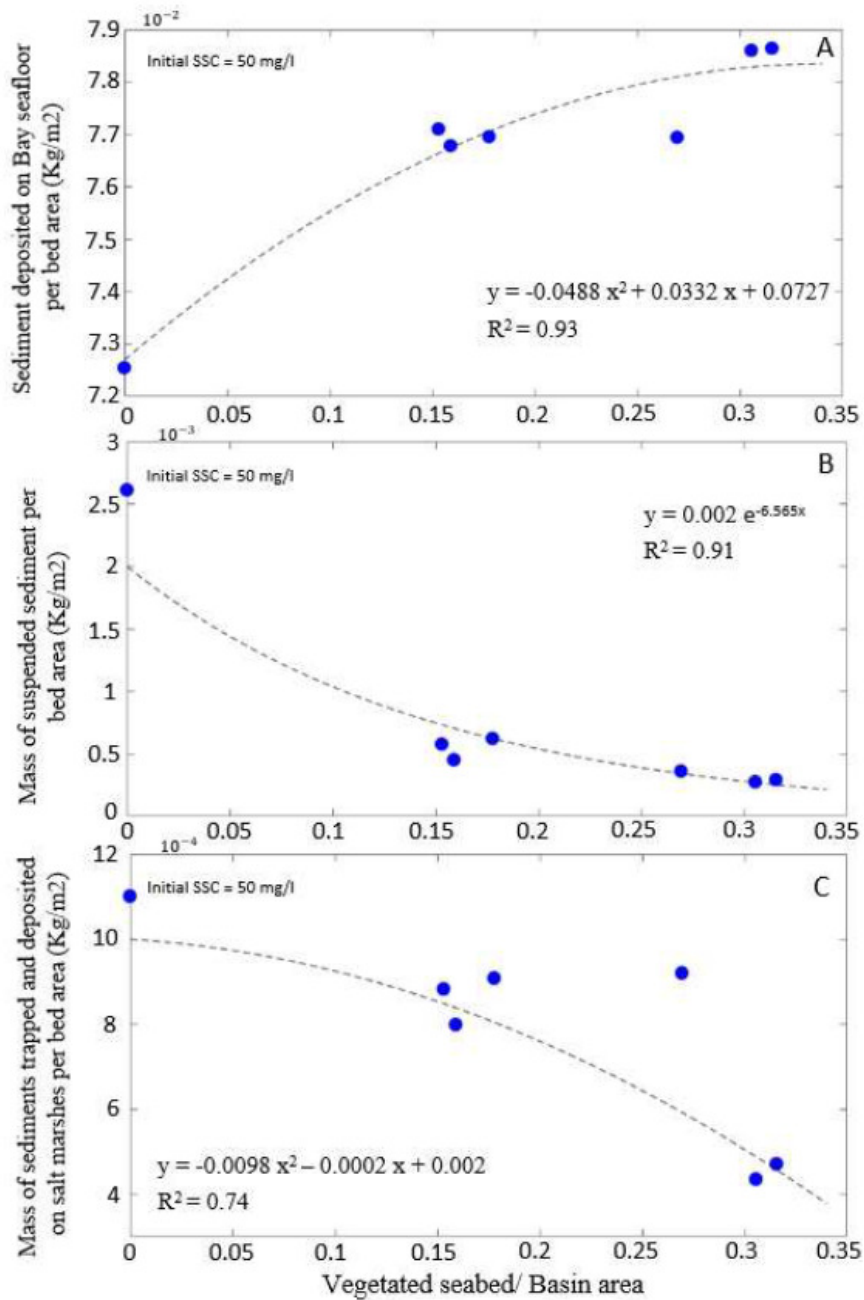 10⁻²
7.9
A
Initial SSC = 50 mg/l
7.8
7.7
7.6
7.5
7.4
7.3
7.2
Sediment deposited on Bay seafloor
per bed area (Kg/m2)
y = -0.0488 x² + 0.0332 x + 0.0727
R² = 0.93
0 0.05 0.1 0.15 0.2 0.25 0.3 0.35
10⁻³
3
B
Initial SSC = 50 mg/l
2.5
2
1.5
1
0.5
0
Mass of suspended sediment per
bed area (Kg/m2)
y = 0.002 e⁻⁶·⁵⁶⁵ˣ
R² = 0.91
0 0.05 0.1 0.15 0.2 0.25 0.3 0.35
10⁻⁴
12
C
Initial SSC = 50 mg/l
10
8
6
4
Mass of sediments trapped and deposited
on salt marshes per bed area (Kg/m2)
y = -0.0098 x² – 0.0002 x + 0.002
R² = 0.74
0 0.05 0.1 0.15 0.2 0.25 0.3 0.35
Vegetated seabed/ Basin area